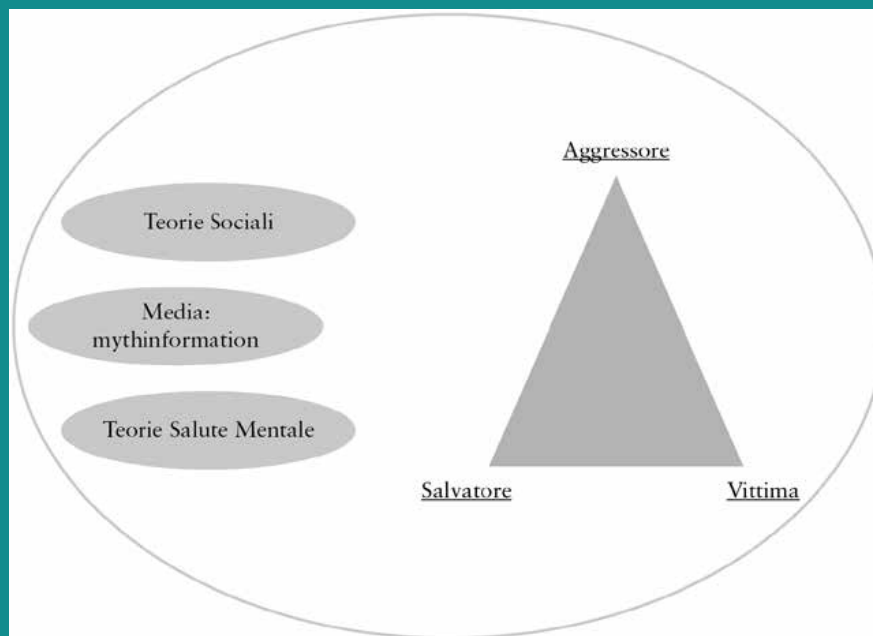 Aggressore
Teorie Sociali
Media:
mythinformation
Teorie Salute Mentale
Salvatore
Vittima